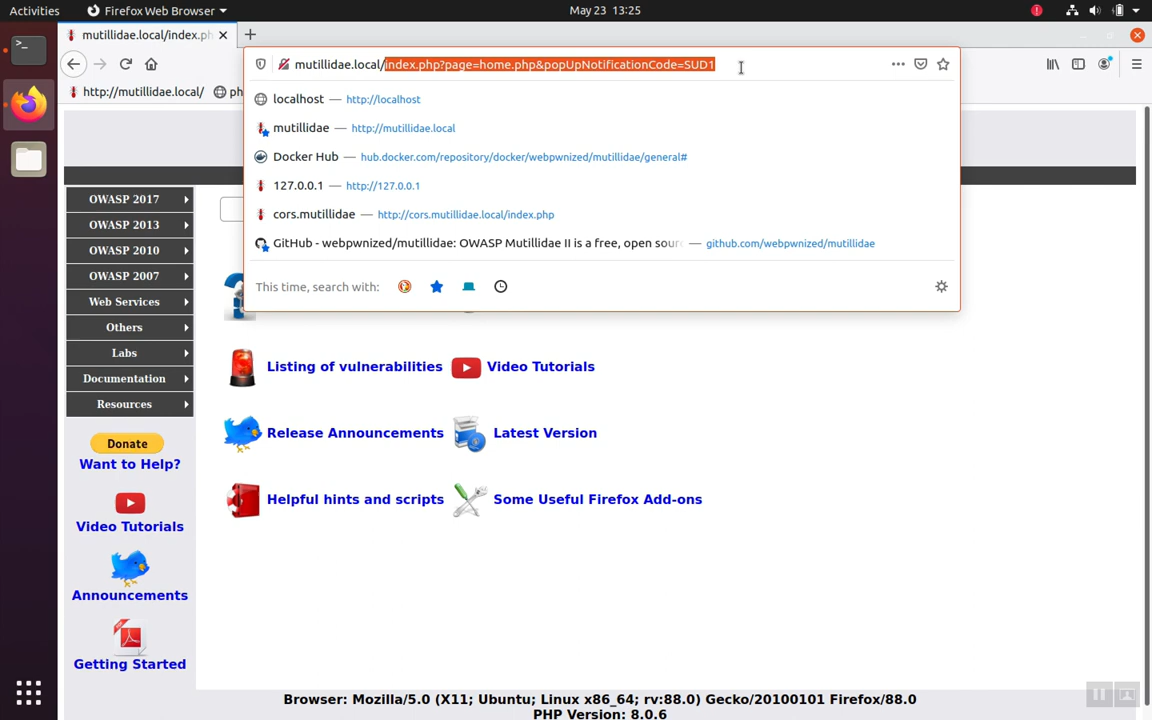 Activities
Firefox Web Browser
May 23 13:25
mutillidae.local/index.ph
mutillidae.local/index.php?page=home.php&popUpNotificationCode=SUD1
http://mutillidae.local/
ph
localhost — http://localhost
mutillidae — http://mutillidae.local
Docker Hub — hub.docker.com/repository/docker/webpwnized/mutillidae/general#
127.0.0.1 — http://127.0.0.1
cors.mutillidae — http://cors.mutillidae.local/index.php
GitHub - webpwnized/mutillidae: OWASP Mutillidae II is a free, open sour — github.com/webpwnized/mutillidae
This time, search with:
OWASP 2017
OWASP 2013
OWASP 2010
OWASP 2007
Web Services
Others
Labs
Documentation
Resources
Donate
Want to Help?
Video Tutorials
Announcements
Getting Started
Listing of vulnerabilities
Video Tutorials
Release Announcements
Latest Version
Helpful hints and scripts
Some Useful Firefox Add-ons
Browser: Mozilla/5.0 (X11; Ubuntu; Linux x86_64; rv:88.0) Gecko/20100101 Firefox/88.0
PHP Version: 8.0.6